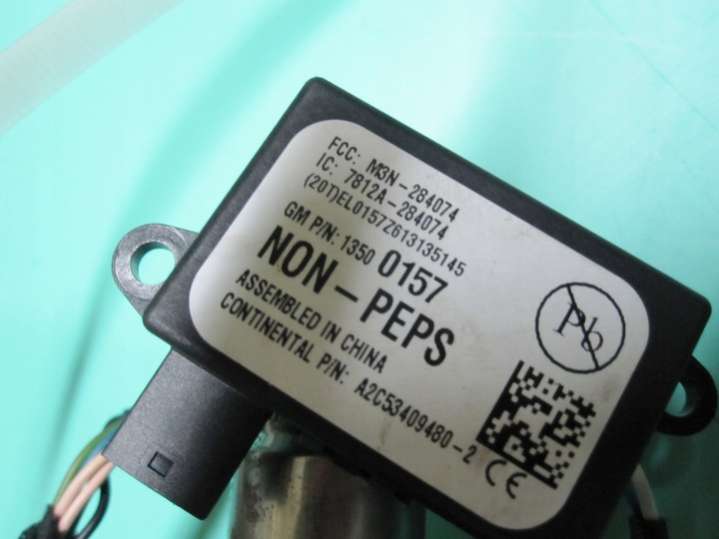 FCC: M3N-284074
IC: 7812A-284074
(20T)EL0157Z613135145
GM P/N: 1350 0157
NON-PEPS
ASSEMBLED IN CHINA
CONTINENTAL P/N: A2C53409480-2
Pb
CE